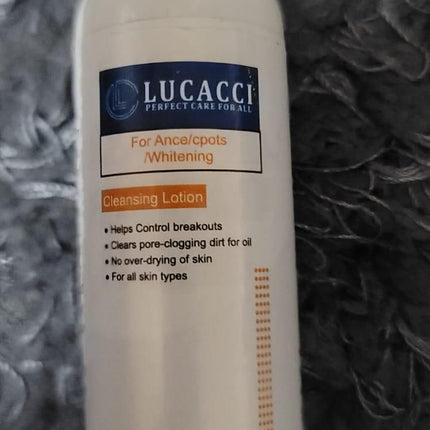 LUCACCI
PERFECT CARE FOR ALL
For Ance/cpots
/Whitening
Cleansing Lotion
• Helps Control breakouts
• Clears pore-clogging dirt for oil
• No over-drying of skin
• For all skin types